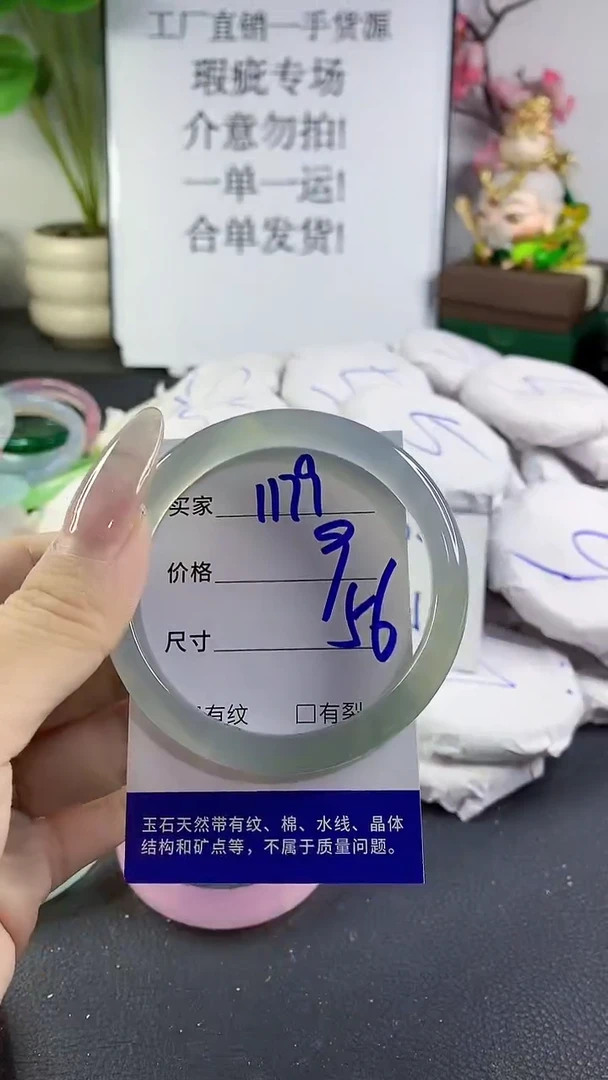 工厂直销一手货源
瑕疵专场
介意勿拍!
一单一运!
合单发货!
买家 1179
价格 9
尺寸 56
有纹 □有裂
玉石天然带有纹、棉、水线、晶体
结构和矿点等，不属于质量问题。